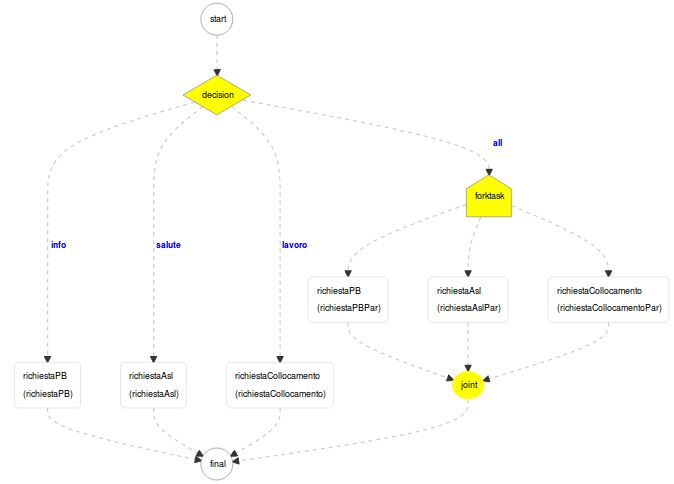 start
decision
all
forktask
info
salute
lavoro
richiestaPB
(richiestaPBPar)
richiestaAsl
(richiestaAslPar)
richiestaCollocamento
(richiestaCollocamentoPar)
richiestaPB
(richiestaPB)
richiestaAsl
(richiestaAsl)
richiestaCollocamento
(richiestaCollocamento)
joint
final